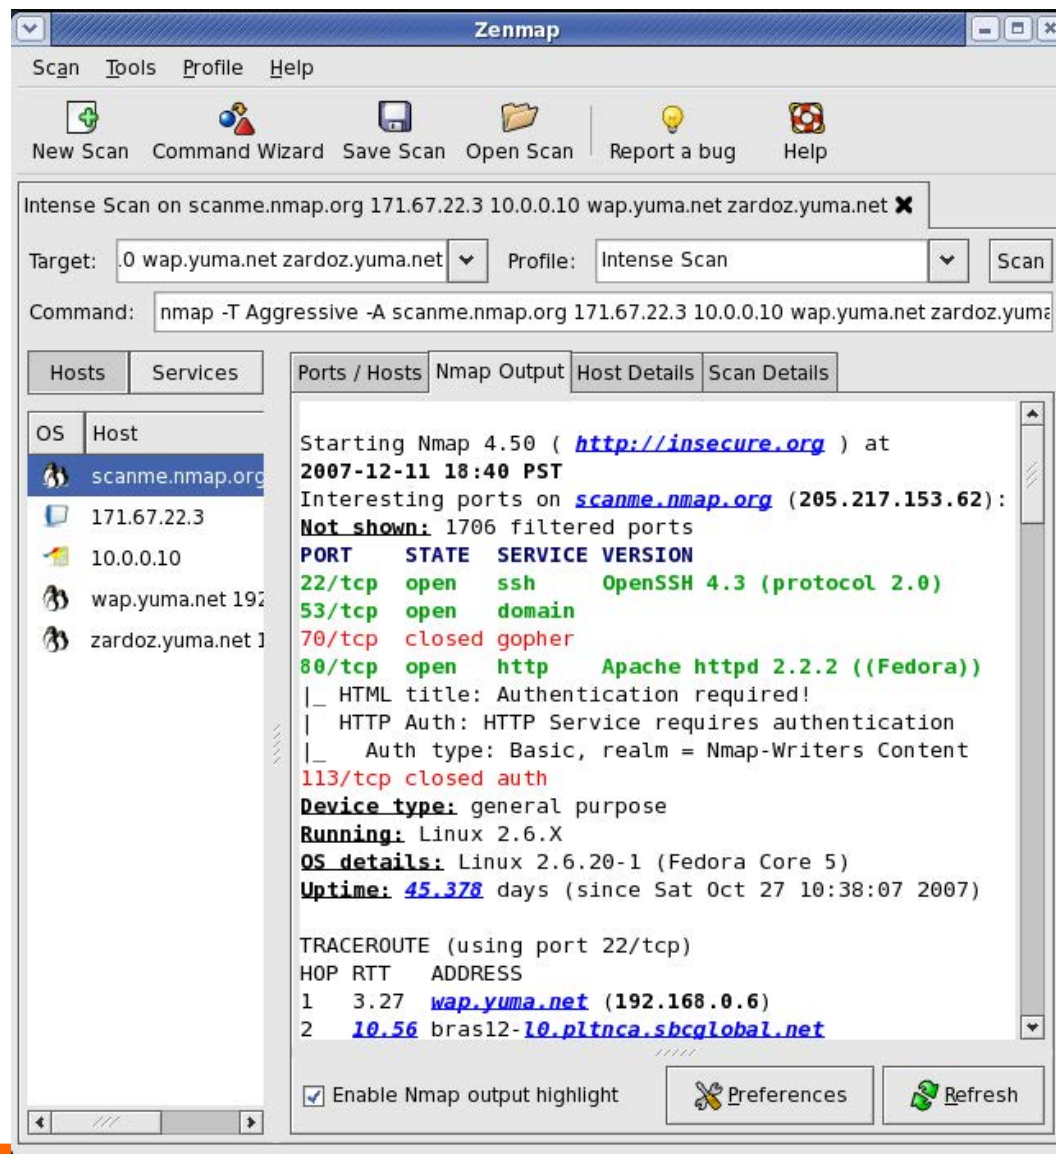 Zenmap
Scan Tools Profile Help
New Scan Command Wizard Save Scan Open Scan Report a bug Help
Intense Scan on scanme.nmap.org 171.67.22.3 10.0.0.10 wap.yuma.net zardoz.yuma.net
Target: .0 wap.yuma.net zardoz.yuma.net Profile: Intense Scan Scan
Command: nmap -T Aggressive -A scanme.nmap.org 171.67.22.3 10.0.0.10 wap.yuma.net zardoz.yuma
Hosts Services
Ports / Hosts Nmap Output Host Details Scan Details
OS Host
scanme.nmap.org
171.67.22.3
10.0.0.10
wap.yuma.net 192
zardoz.yuma.net 1
Starting Nmap 4.50 ( http://insecure.org ) at
2007-12-11 18:40 PST
Interesting ports on scanme.nmap.org (205.217.153.62):
Not shown: 1706 filtered ports
PORT STATE SERVICE VERSION
22/tcp open ssh OpenSSH 4.3 (protocol 2.0)
53/tcp open domain
70/tcp closed gopher
80/tcp open http Apache httpd 2.2.2 ((Fedora))
|_ HTML title: Authentication required!
| HTTP Auth: HTTP Service requires authentication
|_ Auth type: Basic, realm = Nmap-Writers Content
113/tcp closed auth
Device type: general purpose
Running: Linux 2.6.X
OS details: Linux 2.6.20-1 (Fedora Core 5)
Uptime: 45.378 days (since Sat Oct 27 10:38:07 2007)
TRACEROUTE (using port 22/tcp)
HOP RTT ADDRESS
1 3.27 wap.yuma.net (192.168.0.6)
2 10.56 bras12-l0.pltnca.sbcglobal.net
Enable Nmap output highlight Preferences Refresh